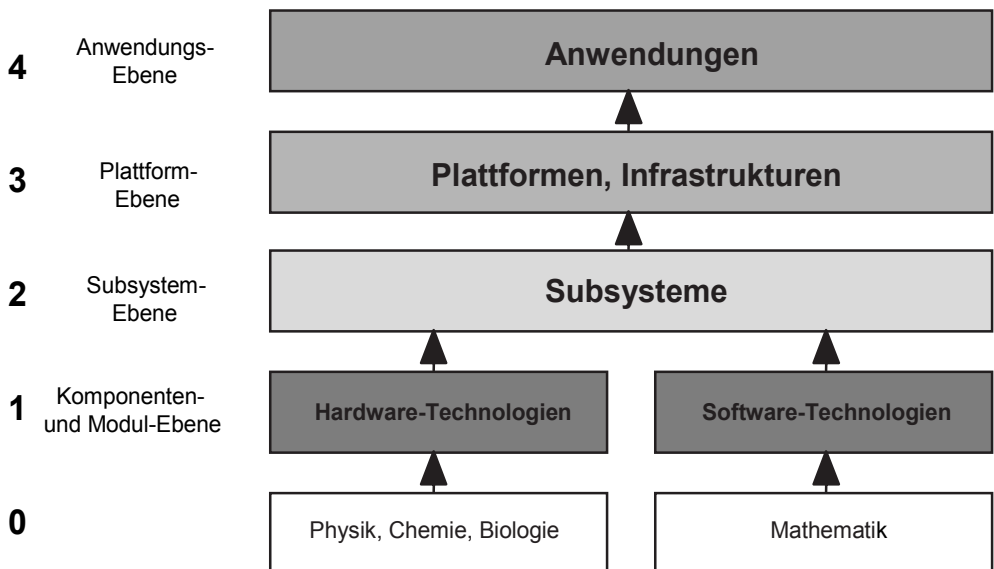 4
Anwendungs-
Ebene
Anwendungen
3
Plattform-
Ebene
Plattformen, Infrastrukturen
2
Subsystem-
Ebene
Subsysteme
1
Komponenten-
und Modul-Ebene
Hardware-Technologien
Software-Technologien
0
Physik, Chemie, Biologie
Mathematik